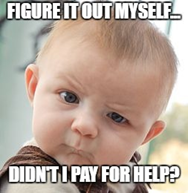 FIGURE IT OUT MYSELF...
DIDN'T I PAY FOR HELP?